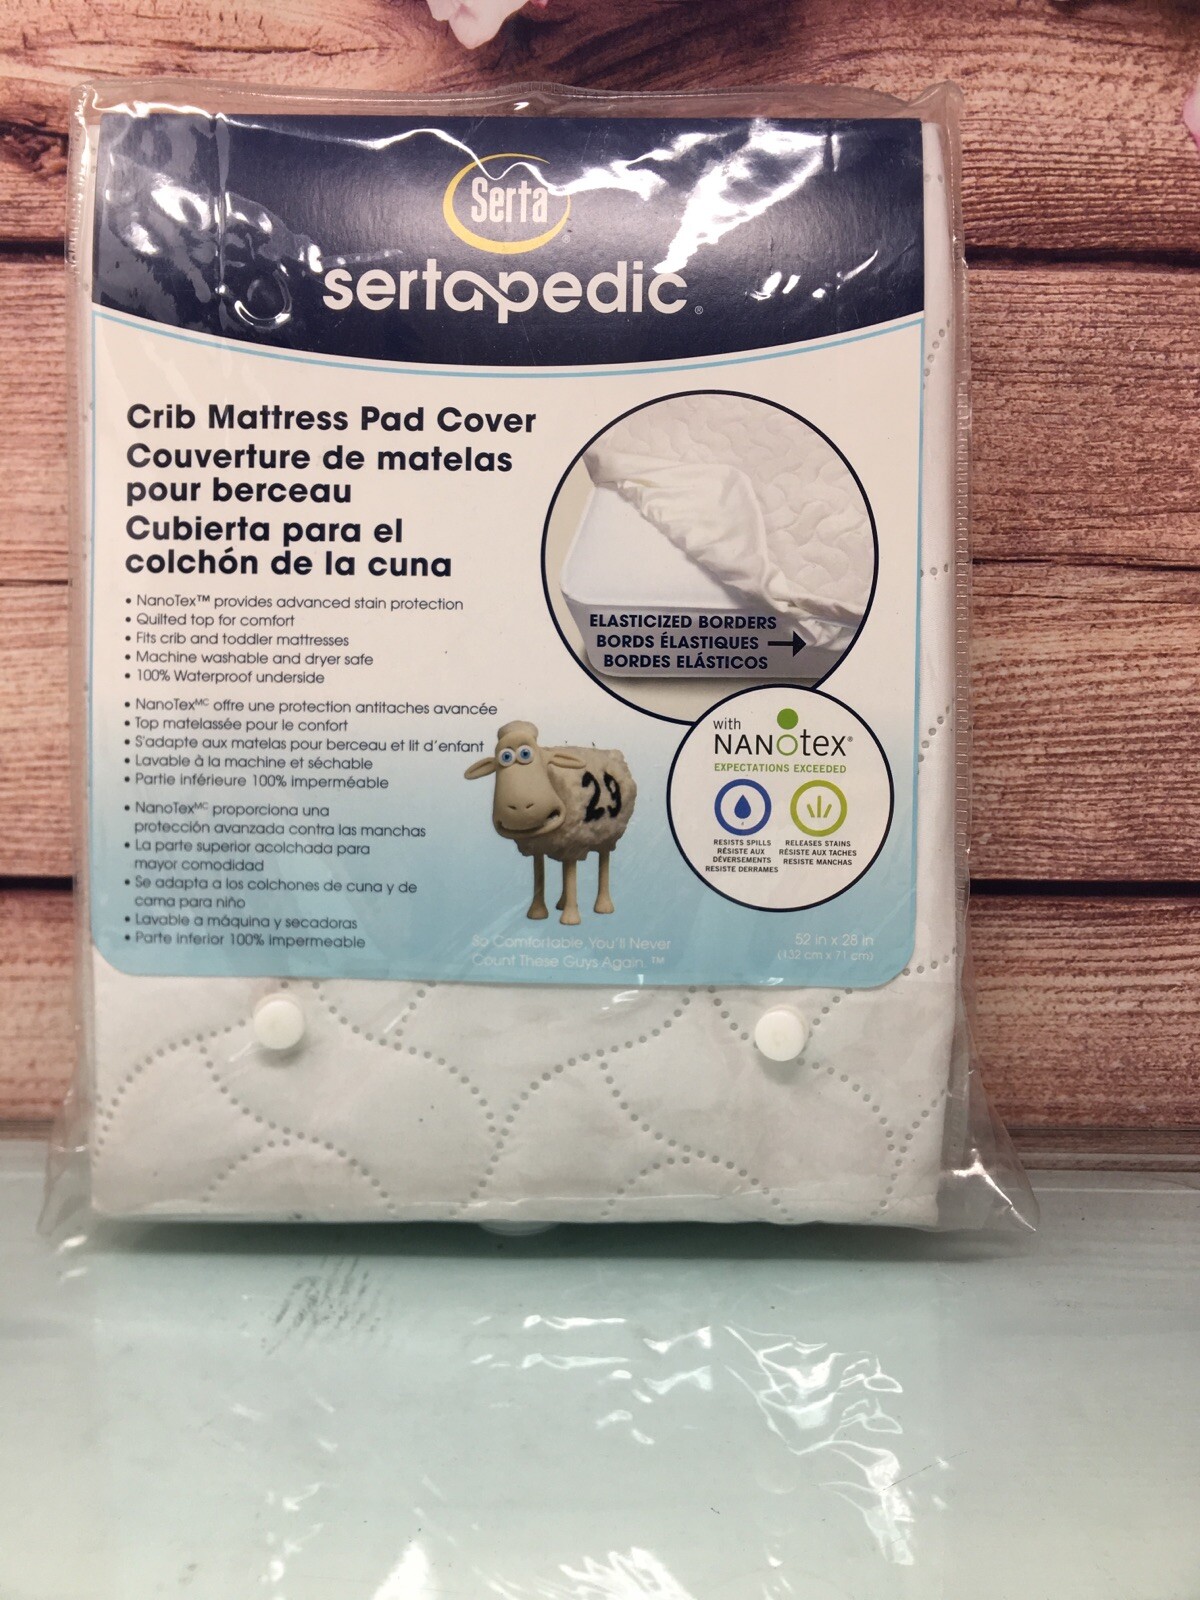 Serta®
sertapedic®
Crib Mattress Pad Cover
Couverture de matelas
pour berceau
Cubierta para el
colchón de la cuna
• NanoTex™ provides advanced stain protection
• Quilted top for comfort
• Fits crib and toddler mattresses
• Machine washable and dryer safe
• 100% Waterproof underside
• NanoTexMC offre une protection antitaches avancée
• Top matelassée pour le confort
• S'adapte aux matelas pour berceau et lit d'enfant
• Lavable à la machine et séchable
• Partie inférieure 100% imperméable
• NanoTexMC proporciona una
protección avanzada contra las manchas
• La parte superior acolchada para
mayor comodidad
• Se adapta a los colchones de cuna y de
cama para niño
• Lavable a máquina y secadoras
• Parte inferior 100% impermeable
ELASTICIZED BORDERS
BORDS ÉLASTIQUES
BORDES ELÁSTICOS
with
NANOtex®
EXPECTATIONS EXCEEDED
RESISTS SPILLS
RÉSISTE AUX
DÉVERSEMENTS
RESISTE DERRAMES
RELEASES STAINS
RÉSISTE AUX TACHES
RESISTE MANCHAS
29
So Comfortable, You'll Never
Count These Guys Again.™
52 in x 28 in
(132 cm x 71 cm)